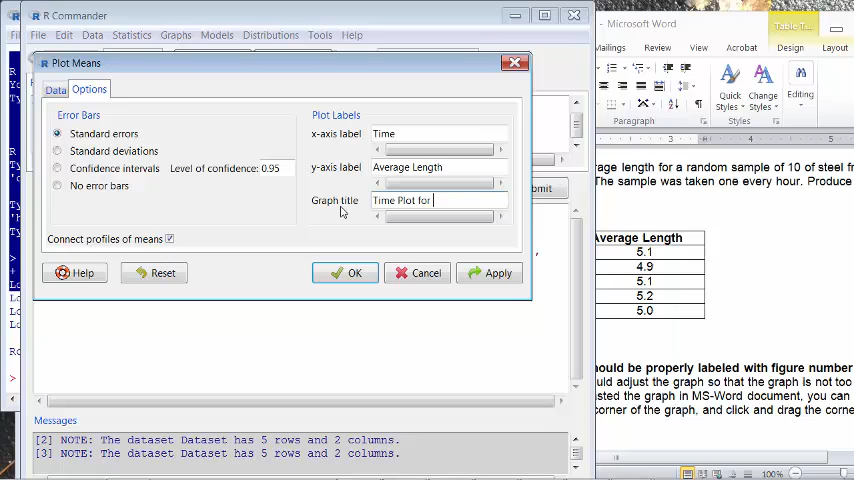 R Commander
Microsoft Word
Table T...
File Edit Data Statistics Graphs Models Distributions Tools Help
Mailings Review View Acrobat Design Layout
Plot Means
Data Options
Error Bars
Standard errors
Standard deviations
Confidence intervals Level of confidence: 0.95
No error bars
Plot Labels
x-axis label Time
y-axis label Average Length
Graph title Time Plot for
Connect profiles of means
Help Reset OK Cancel Apply
Quick Styles Change Styles Editing
Paragraph Styles
rage length for a random sample of 10 of steel fr
The sample was taken one every hour. Produce
Average Length
5.1
4.9
5.1
5.2
5.0
hould be properly labeled with figure number
uld adjust the graph so that the graph is not too
sted the graph in MS-Word document, you can
corner of the graph, and click and drag the corne
Messages
[2] NOTE: The dataset Dataset has 5 rows and 2 columns.
[3] NOTE: The dataset Dataset has 5 rows and 2 columns.
100%